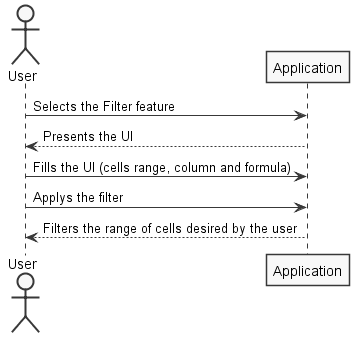 User
Application
Selects the Filter feature
Presents the UI
Fills the UI (cells range, column and formula)
Applys the filter
Filters the range of cells desired by the user
User
Application